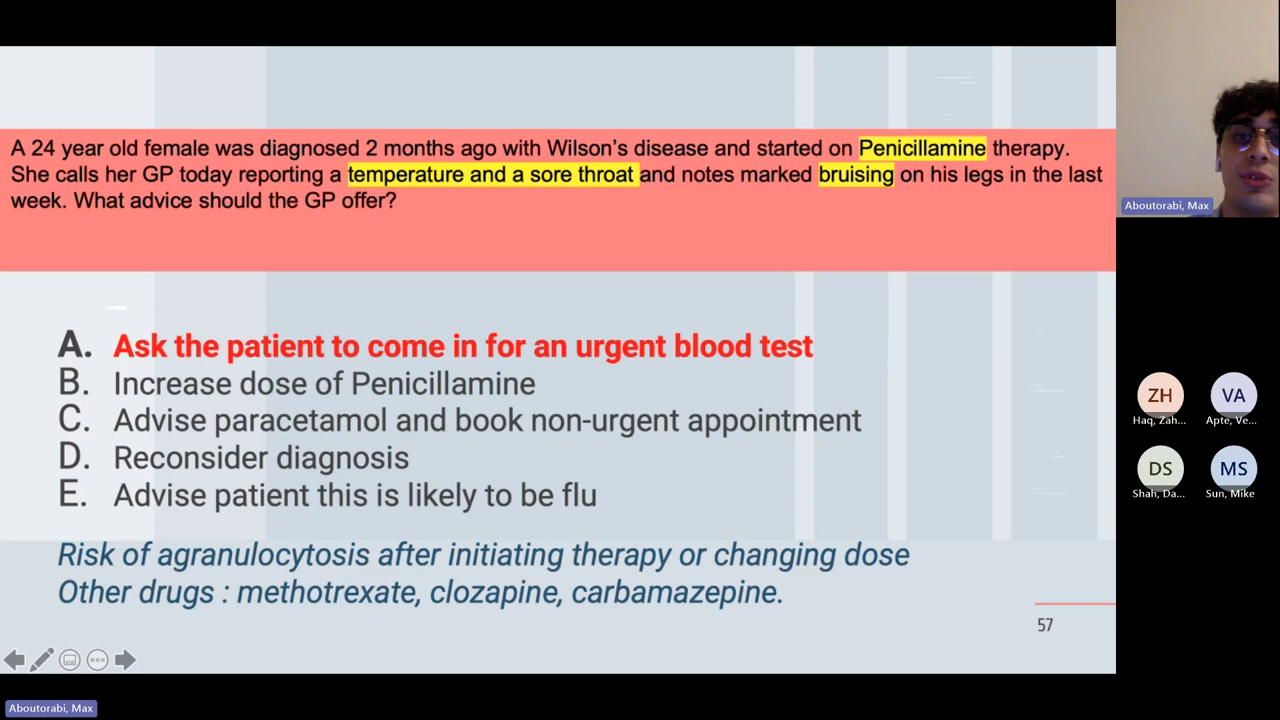 A 24 year old female was diagnosed 2 months ago with Wilson's disease and started on Penicillamine therapy.
She calls her GP today reporting a temperature and a sore throat and notes marked bruising on his legs in the last
week. What advice should the GP offer?
A. Ask the patient to come in for an urgent blood test
B. Increase dose of Penicillamine
C. Advise paracetamol and book non-urgent appointment
D. Reconsider diagnosis
E. Advise patient this is likely to be flu
Risk of agranulocytosis after initiating therapy or changing dose
Other drugs : methotrexate, clozapine, carbamazepine.
57
Aboutorabi, Max
ZH
Haq, Zah...
VA
Apte, Ve...
DS
Shah, Da...
MS
Sun, Mike
Aboutorabi, Max